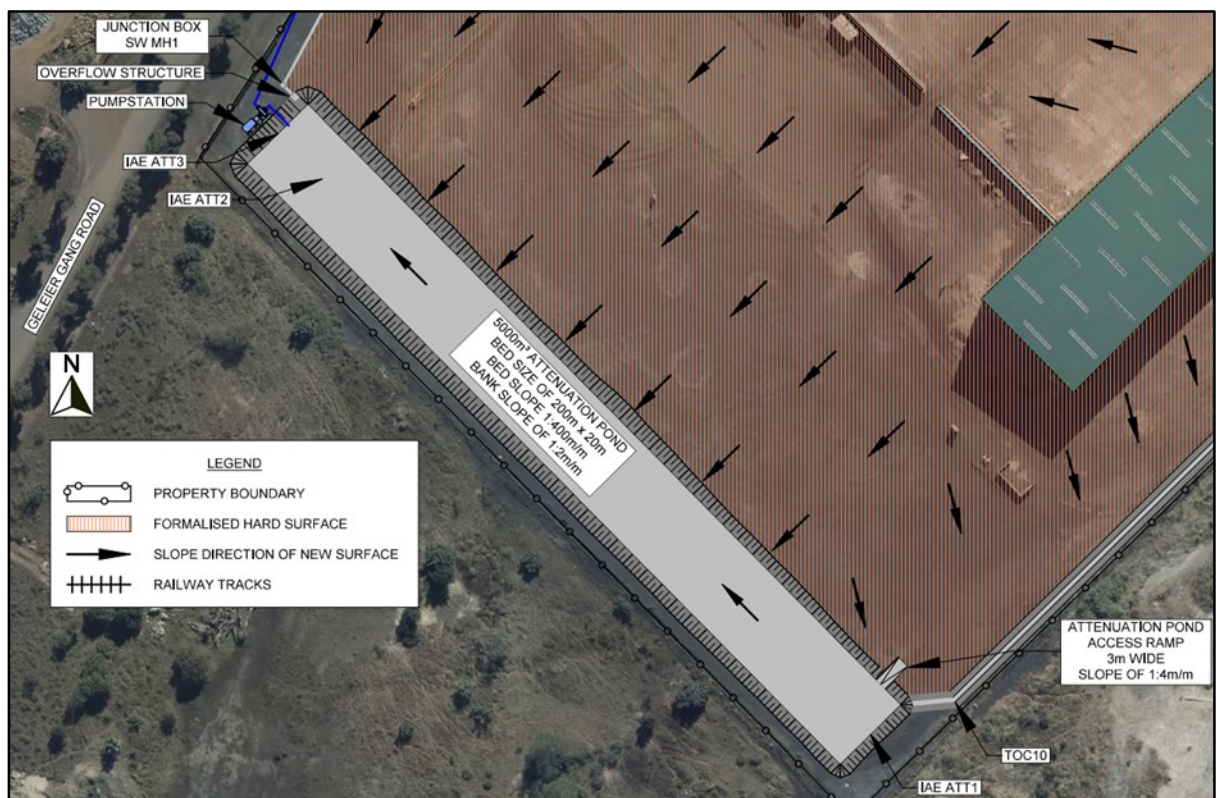 JUNCTION BOX
SW MH1
OVERFLOW STRUCTURE
PUMPSTATION
IAE ATT3
IAE ATT2
GELEIER GANG ROAD
5000m³ ATTENUATION POND
BED SIZE OF 200m x 20m
BED SLOPE 1:400m/m
BANK SLOPE OF 1:2m/m
N
LEGEND
PROPERTY BOUNDARY
FORMALISED HARD SURFACE
SLOPE DIRECTION OF NEW SURFACE
RAILWAY TRACKS
ATTENUATION POND
ACCESS RAMP
3m WIDE
SLOPE OF 1:4m/m
TOC10
IAE ATT1